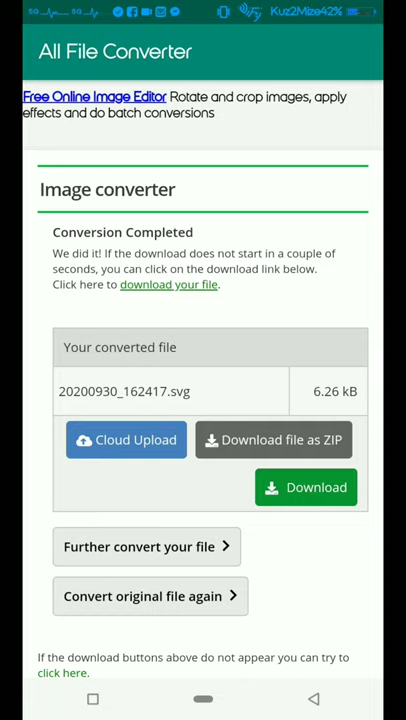 5G 5G Kuz2Mize42%
All File Converter
Free Online Image Editor Rotate and crop images, apply
effects and do batch conversions
Image converter
Conversion Completed
We did it! If the download does not start in a couple of
seconds, you can click on the download link below.
Click here to download your file.
Your converted file
20200930_162417.svg 6.26 kB
Cloud Upload Download file as ZIP
Download
Further convert your file
Convert original file again
If the download buttons above do not appear you can try to
click here.